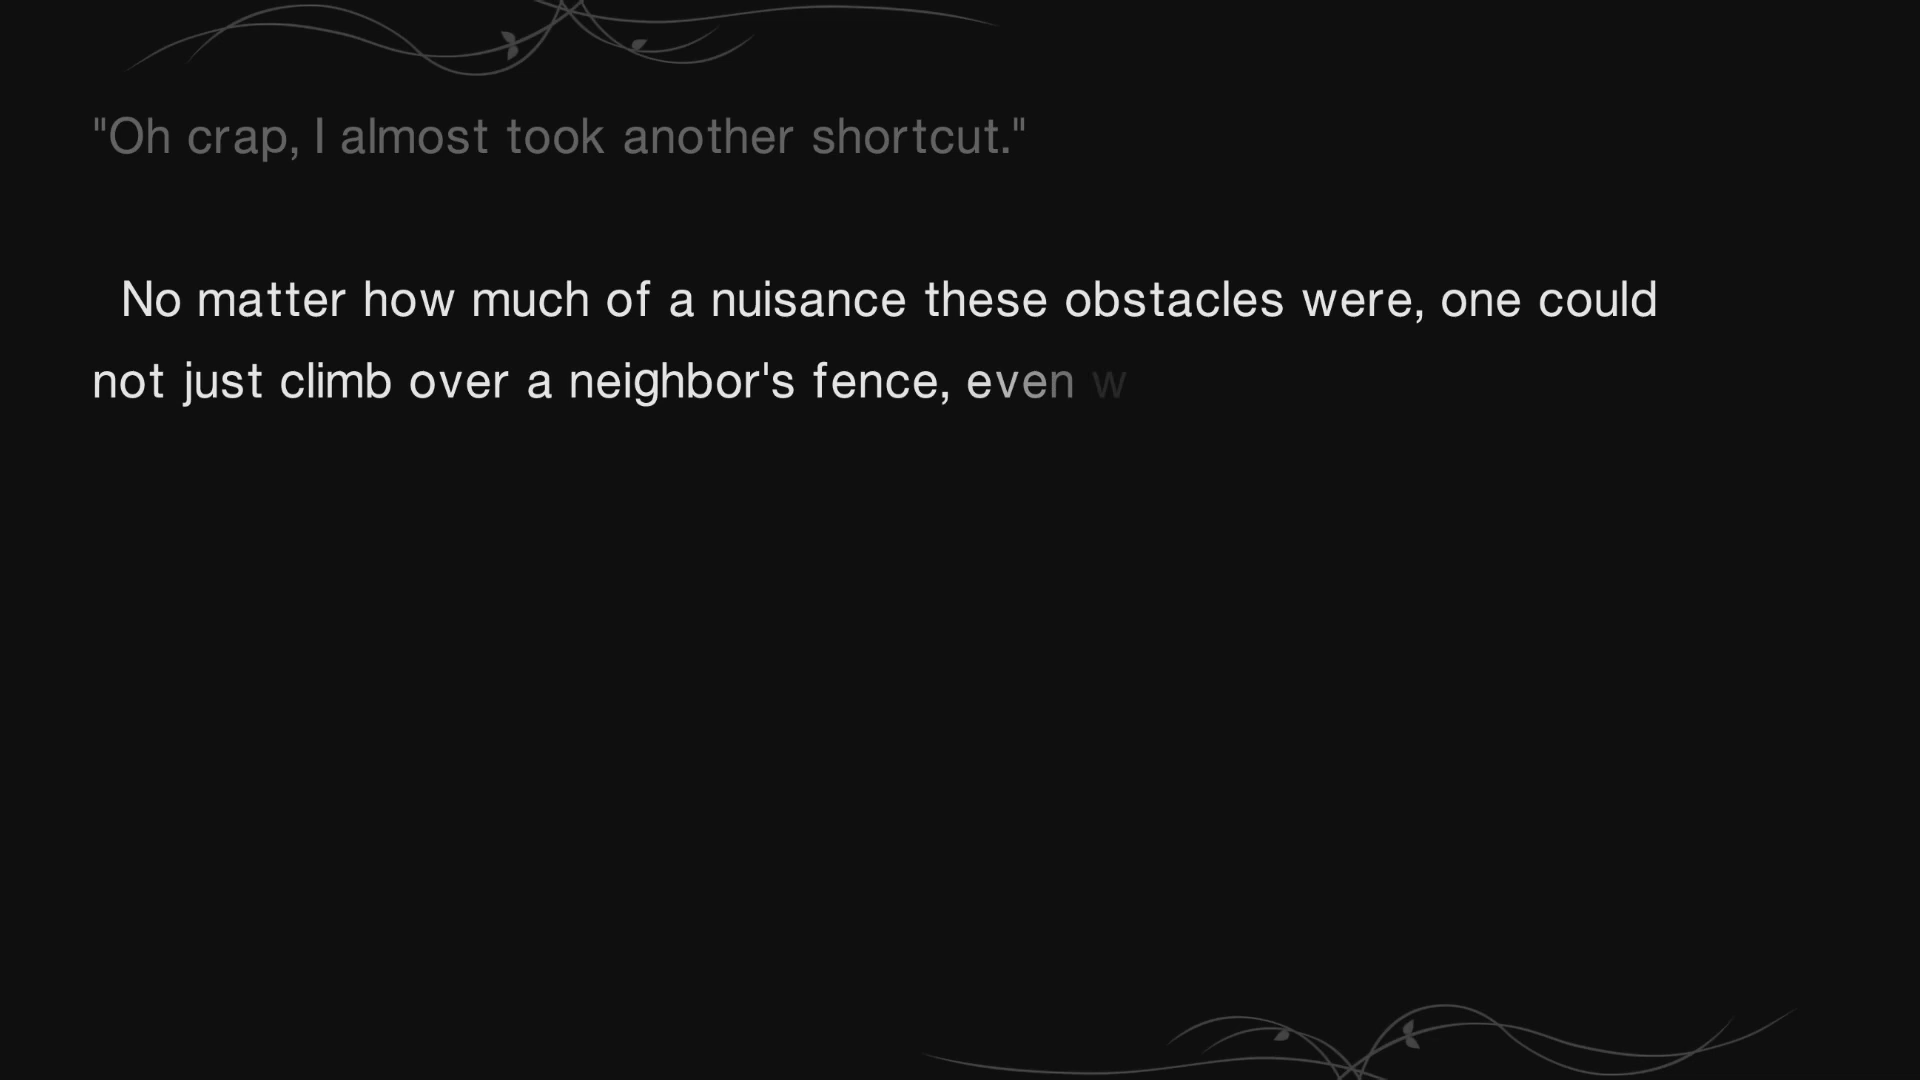 "Oh crap, I almost took another shortcut."
No matter how much of a nuisance these obstacles were, one could
not just climb over a neighbor's fence, even w